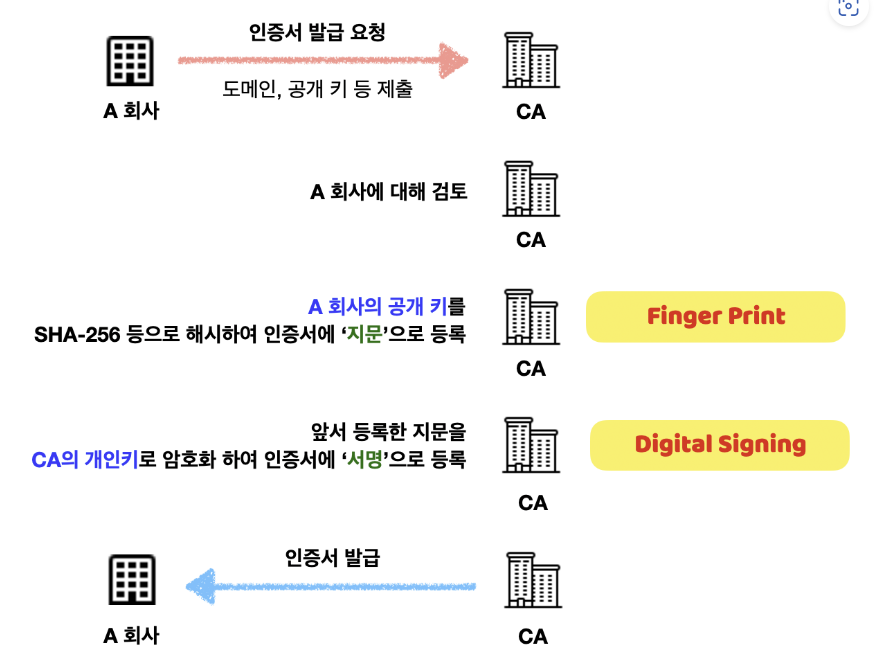 인증서 발급 요청
도메인, 공개 키 등 제출
A 회사
CA
A 회사에 대해 검토
CA
A 회사의 공개 키를
SHA-256 등으로 해시하여 인증서에 ‘지문’으로 등록
Finger Print
CA
앞서 등록한 지문을
CA의 개인키로 암호화 하여 인증서에 ‘서명’으로 등록
Digital Signing
CA
인증서 발급
A 회사
CA